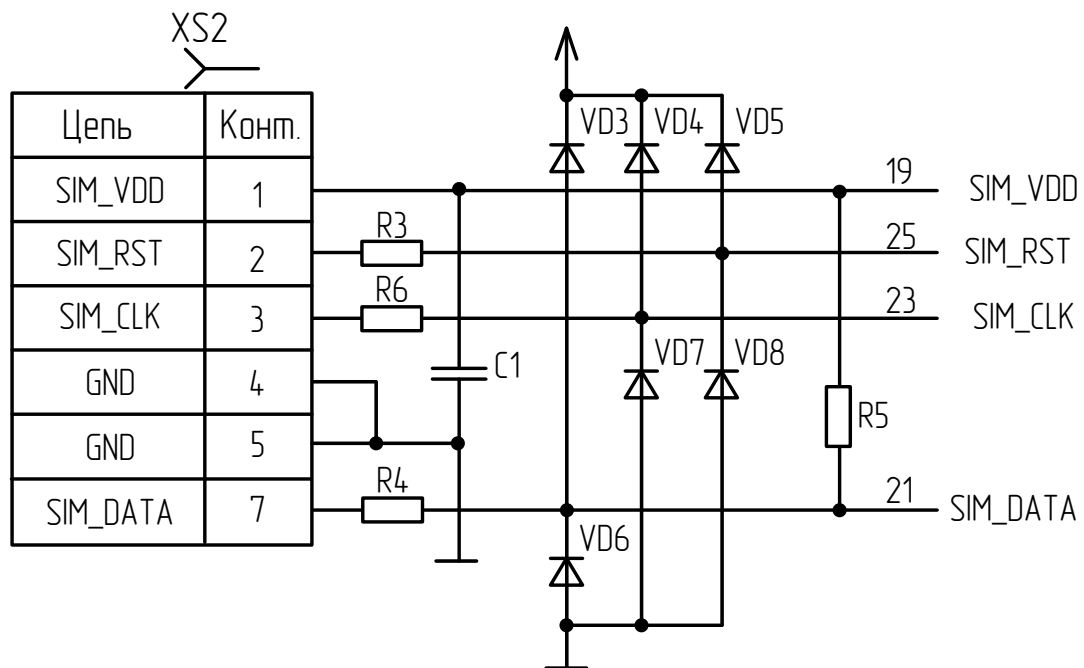 XS2
Цепь Конт.
SIM_VDD 1
SIM_RST 2
SIM_CLK 3
GND 4
GND 5
SIM_DATA 7
R3
R6
R4
C1
VD3 VD4 VD5
VD7 VD8
VD6
R5
19 SIM_VDD
25 SIM_RST
23 SIM_CLK
21 SIM_DATA